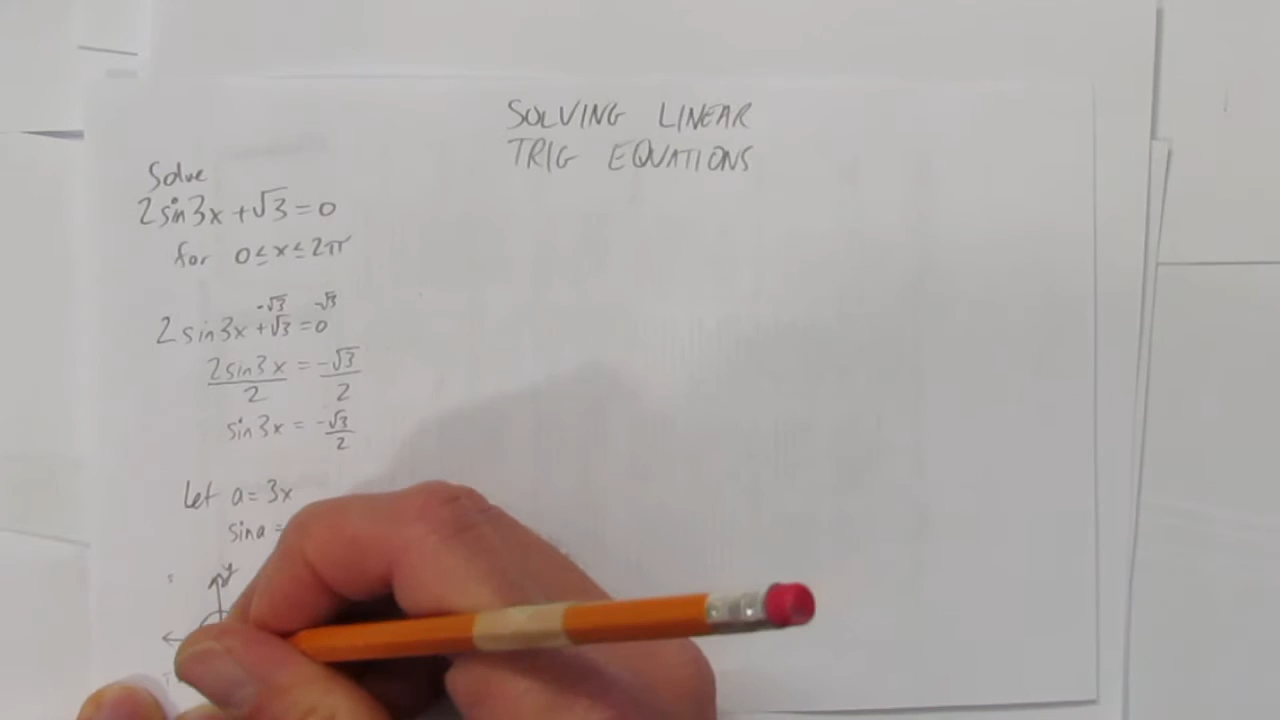 SOLVING LINEAR
TRIG EQUATIONS
Solve
2sin3x+√3=0
for 0≤x≤2π
-√3 -√3
2sin3x+√3=0
2sin3x/2 = -√3/2
sin3x = -√3/2
Let a=3x
sina =
y